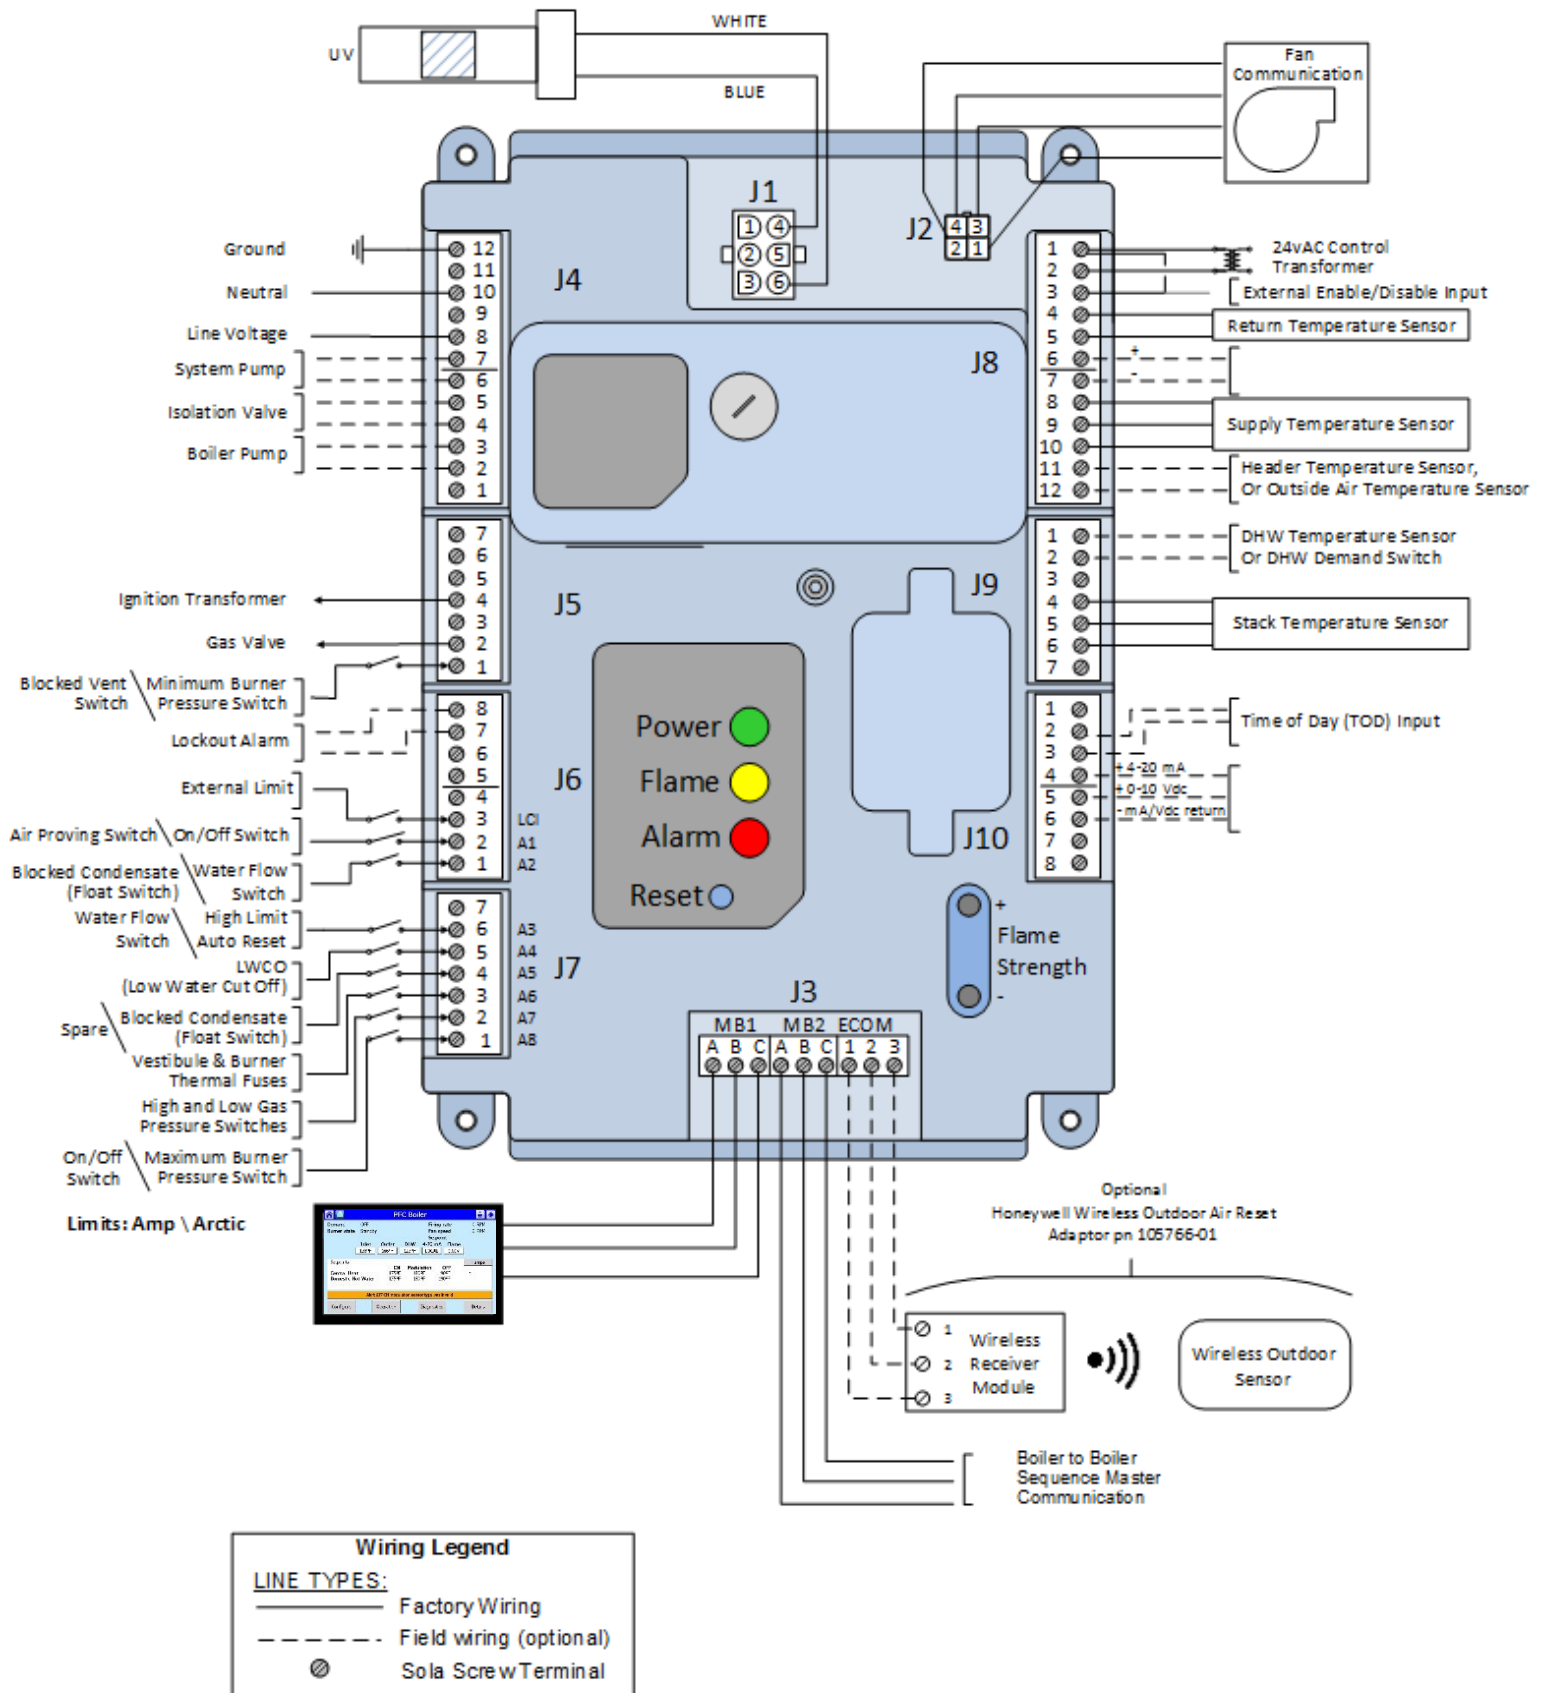 WHITE
UV
BLUE
Fan
Communication
J1
1 4
2 5
3 6
J2
4 3
2 1
Ground
Neutral
Line Voltage
System Pump
Isolation Valve
Boiler Pump
12
11
10
9
8
7
6
5
4
3
2
1
J4
J8
1
2
3
4
5
6
7
8
9
10
11
12
24vAC Control
Transformer
External Enable/Disable Input
Return Temperature Sensor
+
-
Supply Temperature Sensor
Header Temperature Sensor,
Or Outside Air Temperature Sensor
Ignition Transformer
Gas Valve
Blocked Vent
Switch
Minimum Burner
Pressure Switch
7
6
5
4
3
2
1
J5
J9
1
2
3
4
5
6
7
DHW Temperature Sensor
Or DHW Demand Switch
Stack Temperature Sensor
Lockout Alarm
External Limit
Air Proving Switch
On/Off Switch
Blocked Condensate
(Float Switch)
Water Flow
Switch
8
7
6
5
4
3 LCI
2 A1
1 A2
J6
Power
Flame
Alarm
Reset
J10
1
2
3
4
5
6
7
8
Time of Day (TOD) Input
+ 4-20 mA
+ 0-10 Vdc
- mA/Vdc return
Water Flow
Switch
High Limit
Auto Reset
LWCO
(Low Water Cut Off)
Spare
Blocked Condensate
(Float Switch)
Vestibule & Burner
Thermal Fuses
High and Low Gas
Pressure Switches
On/Off
Switch
Maximum Burner
Pressure Switch
Limits: Amp \ Arctic
7
6 A3
5 A4
4 A5
3 A6
2 A7
1 A8
J7
+
Flame
Strength
-
J3
MB1 MB2 ECOM
A B C A B C 1 2 3
PFC Boiler
Optional
Honeywell Wireless Outdoor Air Reset
Adaptor pn 105766-01
1
2
3
Wireless
Receiver
Module
Wireless Outdoor
Sensor
Boiler to Boiler
Sequence Master
Communication
Wiring Legend
LINE TYPES:
Factory Wiring
Field wiring (optional)
Sola Screw Terminal